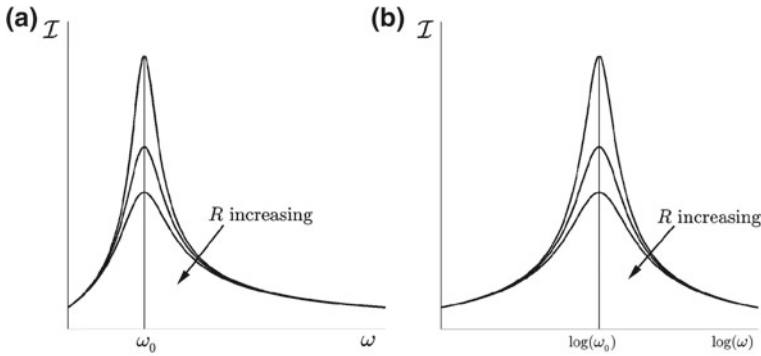 (a)
𝓘
R increasing
ω₀
ω
(b)
𝓘
R increasing
log(ω₀)
log(ω)